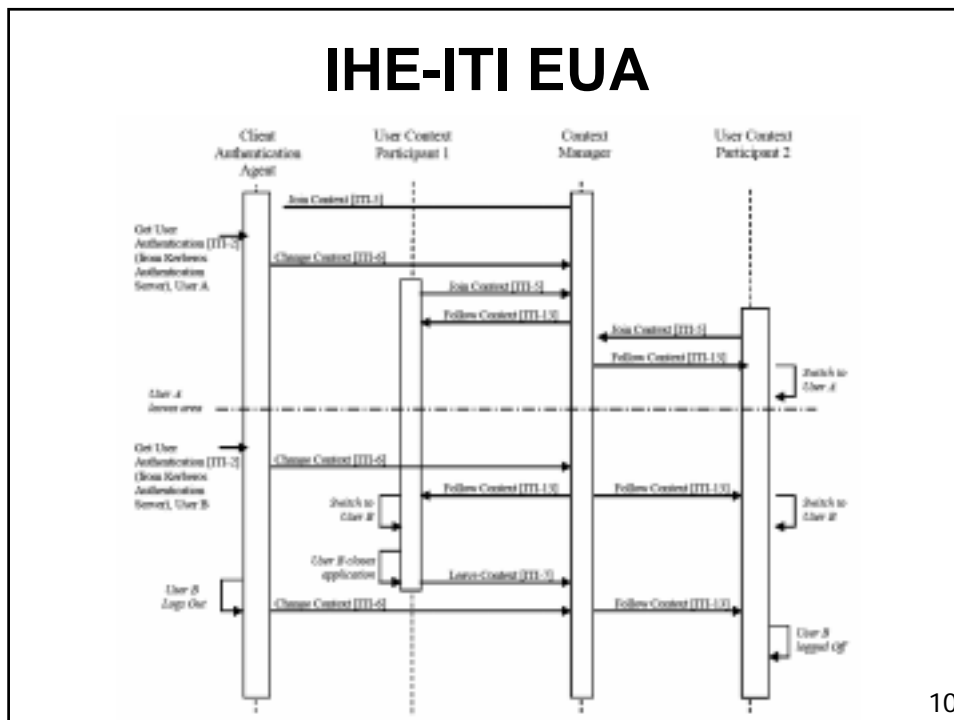 IHE-ITI EUA
Client
Authentication
Agent
User Context
Participant 1
Context
Manager
User Context
Participant 2
Join Context [ITI-5]
Get User
Authentication [ITI-2]
(from Kerberos
Authentication
Server), User A
Change Context [ITI-6]
Join Context [ITI-5]
Follow Context [ITI-13]
Join Context [ITI-5]
Follow Context [ITI-13]
Switch to
User A
User A
leaves area
Get User
Authentication [ITI-2]
(from Kerberos
Authentication
Server), User B
Change Context [ITI-6]
Follow Context [ITI-13]
Follow Context [ITI-13]
Switch to
User B
Switch to
User B
User B closes
application
Leave Context [ITI-7]
User B
Logs Out
Change Context [ITI-6]
Follow Context [ITI-13]
User B
logged Off
10